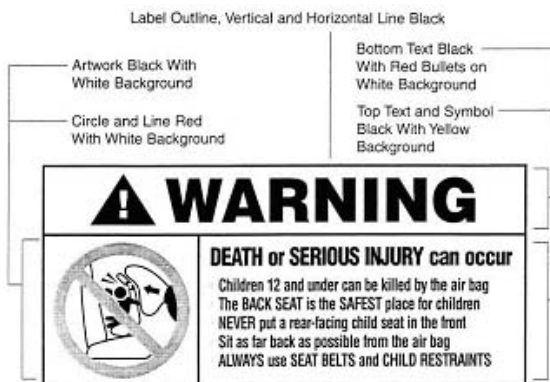 Label Outline, Vertical and Horizontal Line Black
Artwork Black With
White Background
Circle and Line Red
With White Background
Bottom Text Black
With Red Bullets on
White Background
Top Text and Symbol
Black With Yellow
Background
! WARNING
DEATH or SERIOUS INJURY can occur
Children 12 and under can be killed by the air bag
The BACK SEAT is the SAFEST place for children
NEVER put a rear-facing child seat in the front
Sit as far back as possible from the air bag
ALWAYS use SEAT BELTS and CHILD RESTRAINTS